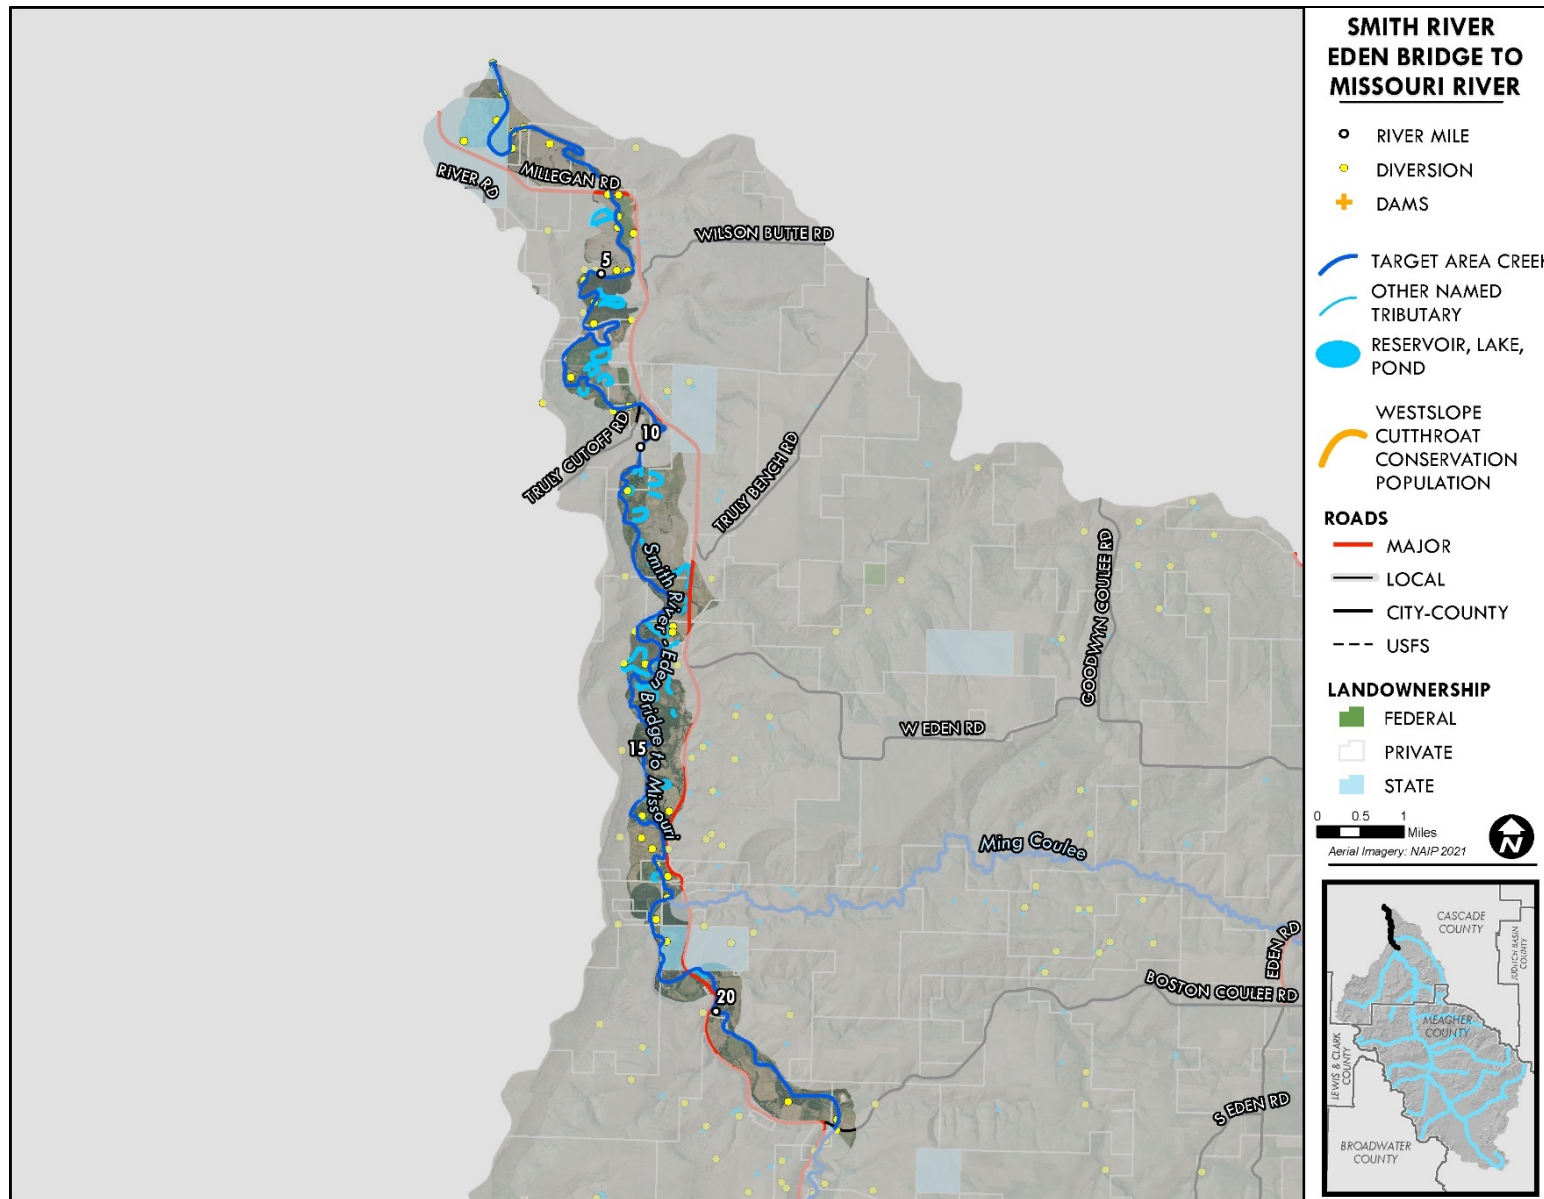 SMITH RIVER
EDEN BRIDGE TO
MISSOURI RIVER
RIVER MILE
DIVERSION
DAMS
TARGET AREA CREEK
OTHER NAMED
TRIBUTARY
RESERVOIR, LAKE,
POND
WESTSLOPE
CUTTHROAT
CONSERVATION
POPULATION
ROADS
MAJOR
LOCAL
CITY-COUNTY
USFS
LANDOWNERSHIP
FEDERAL
PRIVATE
STATE
0 0.5 1
Miles
N
Aerial Imagery: NAIP 2021
CASCADE
COUNTY
JUDITH BASIN
COUNTY
MEAGHER
COUNTY
LEWIS & CLARK
COUNTY
BROADWATER
COUNTY
RIVER RD
MILLEGAN RD
WILSON BUTTE RD
5
TRULY CUTOFF RD
10
TRULY BENCH RD
GOODWYN COULEE RD
Smith River - Eden Bridge to Missouri
W EDEN RD
15
Ming Coulee
EDEN RD
BOSTON COULEE RD
20
S EDEN RD